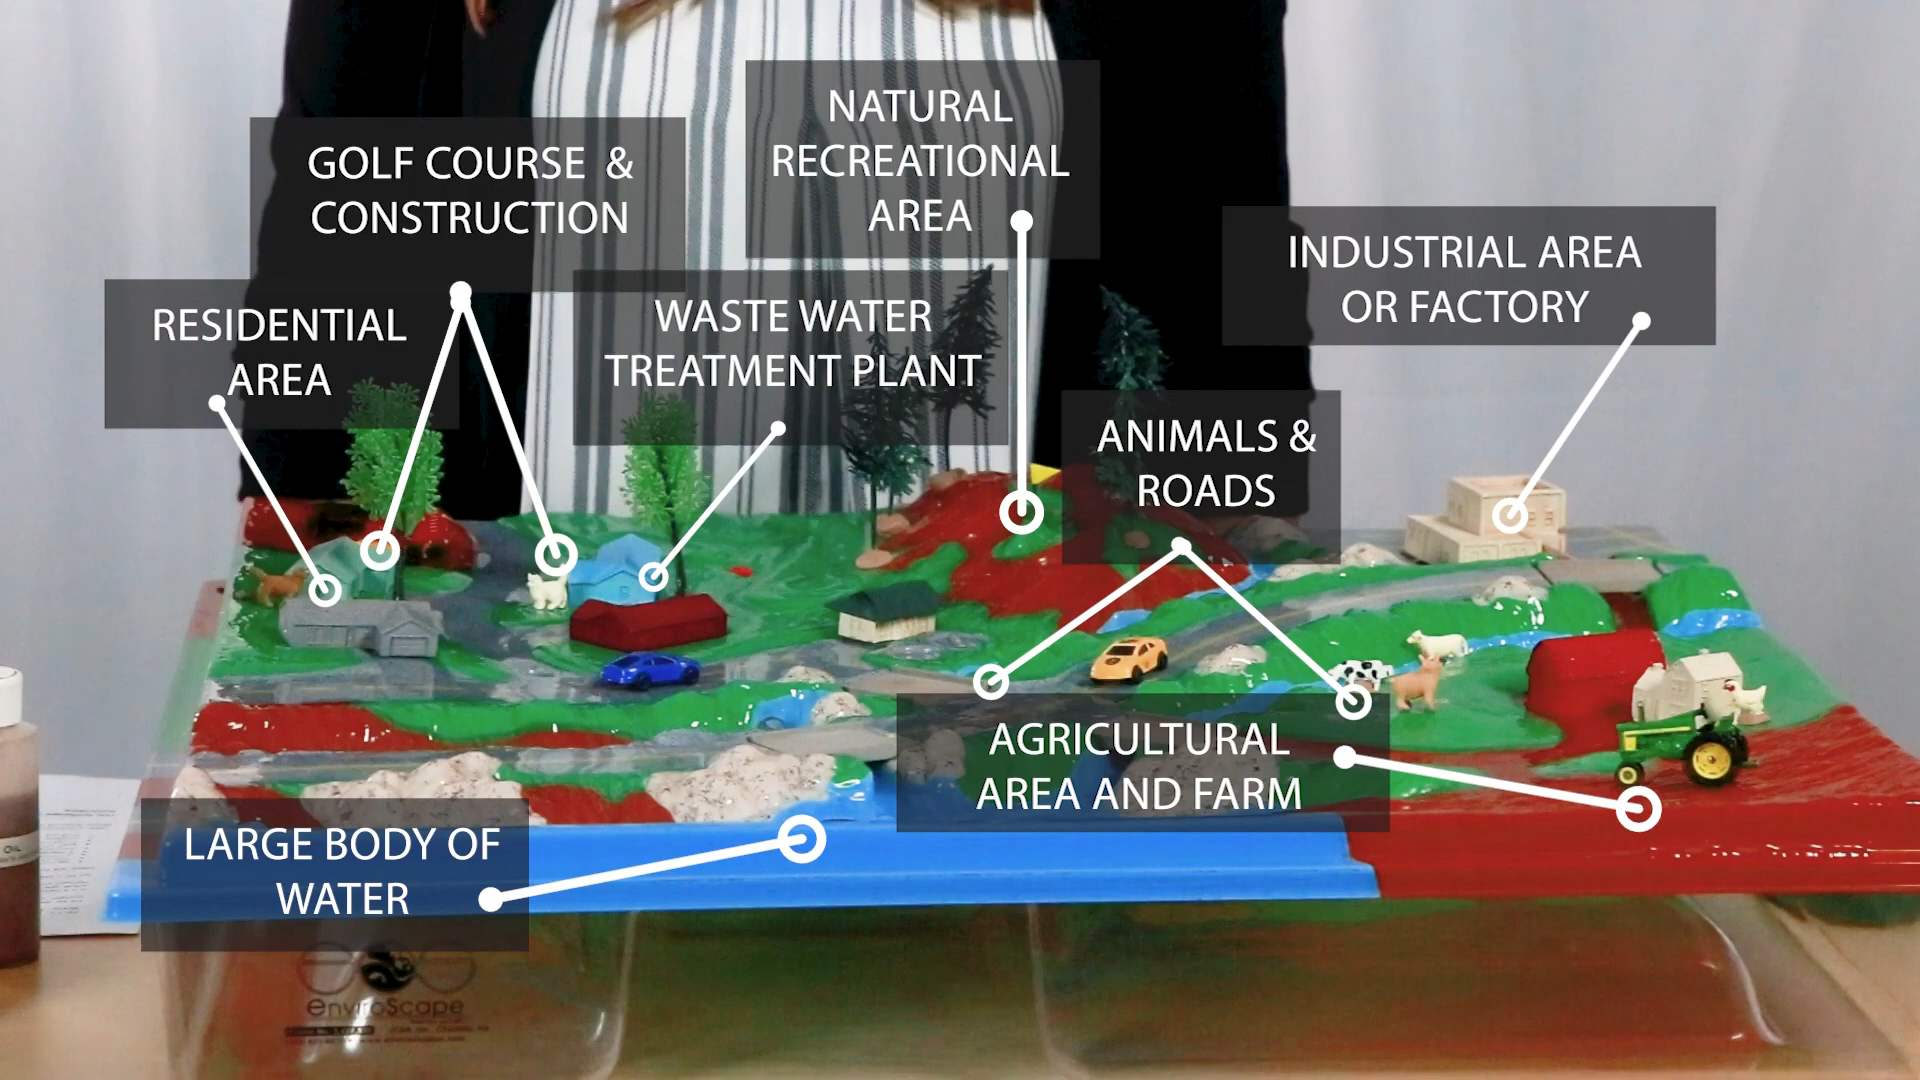 NATURAL
RECREATIONAL
AREA
GOLF COURSE &
CONSTRUCTION
INDUSTRIAL AREA
OR FACTORY
RESIDENTIAL
AREA
WASTE WATER
TREATMENT PLANT
ANIMALS &
ROADS
AGRICULTURAL
AREA AND FARM
LARGE BODY OF
WATER
OIL
enviroscape